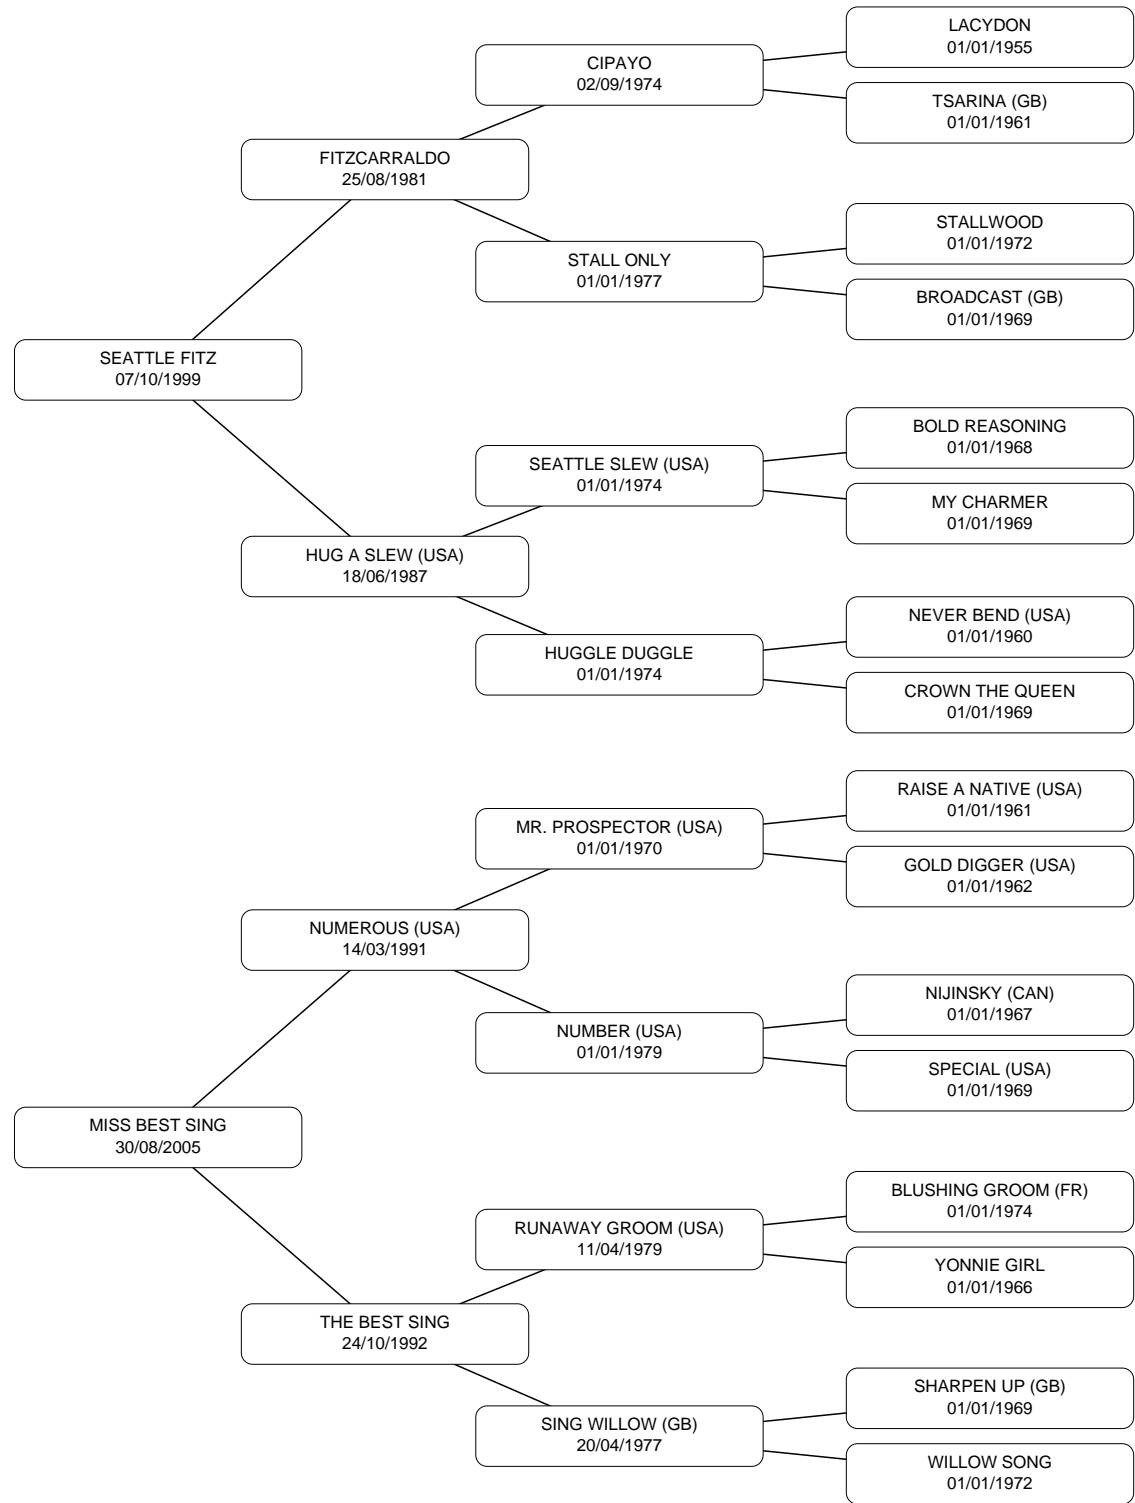 LACYDON
01/01/1955
CIPAYO
02/09/1974
TSARINA (GB)
01/01/1961
FITZCARRALDO
25/08/1981
STALLWOOD
01/01/1972
STALL ONLY
01/01/1977
BROADCAST (GB)
01/01/1969
SEATTLE FITZ
07/10/1999
BOLD REASONING
01/01/1968
SEATTLE SLEW (USA)
01/01/1974
MY CHARMER
01/01/1969
HUG A SLEW (USA)
18/06/1987
NEVER BEND (USA)
01/01/1960
HUGGLE DUGGLE
01/01/1974
CROWN THE QUEEN
01/01/1969
RAISE A NATIVE (USA)
01/01/1961
MR. PROSPECTOR (USA)
01/01/1970
GOLD DIGGER (USA)
01/01/1962
NUMEROUS (USA)
14/03/1991
NIJINSKY (CAN)
01/01/1967
NUMBER (USA)
01/01/1979
SPECIAL (USA)
01/01/1969
MISS BEST SING
30/08/2005
BLUSHING GROOM (FR)
01/01/1974
RUNAWAY GROOM (USA)
11/04/1979
YONNIE GIRL
01/01/1966
THE BEST SING
24/10/1992
SHARPEN UP (GB)
01/01/1969
SING WILLOW (GB)
20/04/1977
WILLOW SONG
01/01/1972